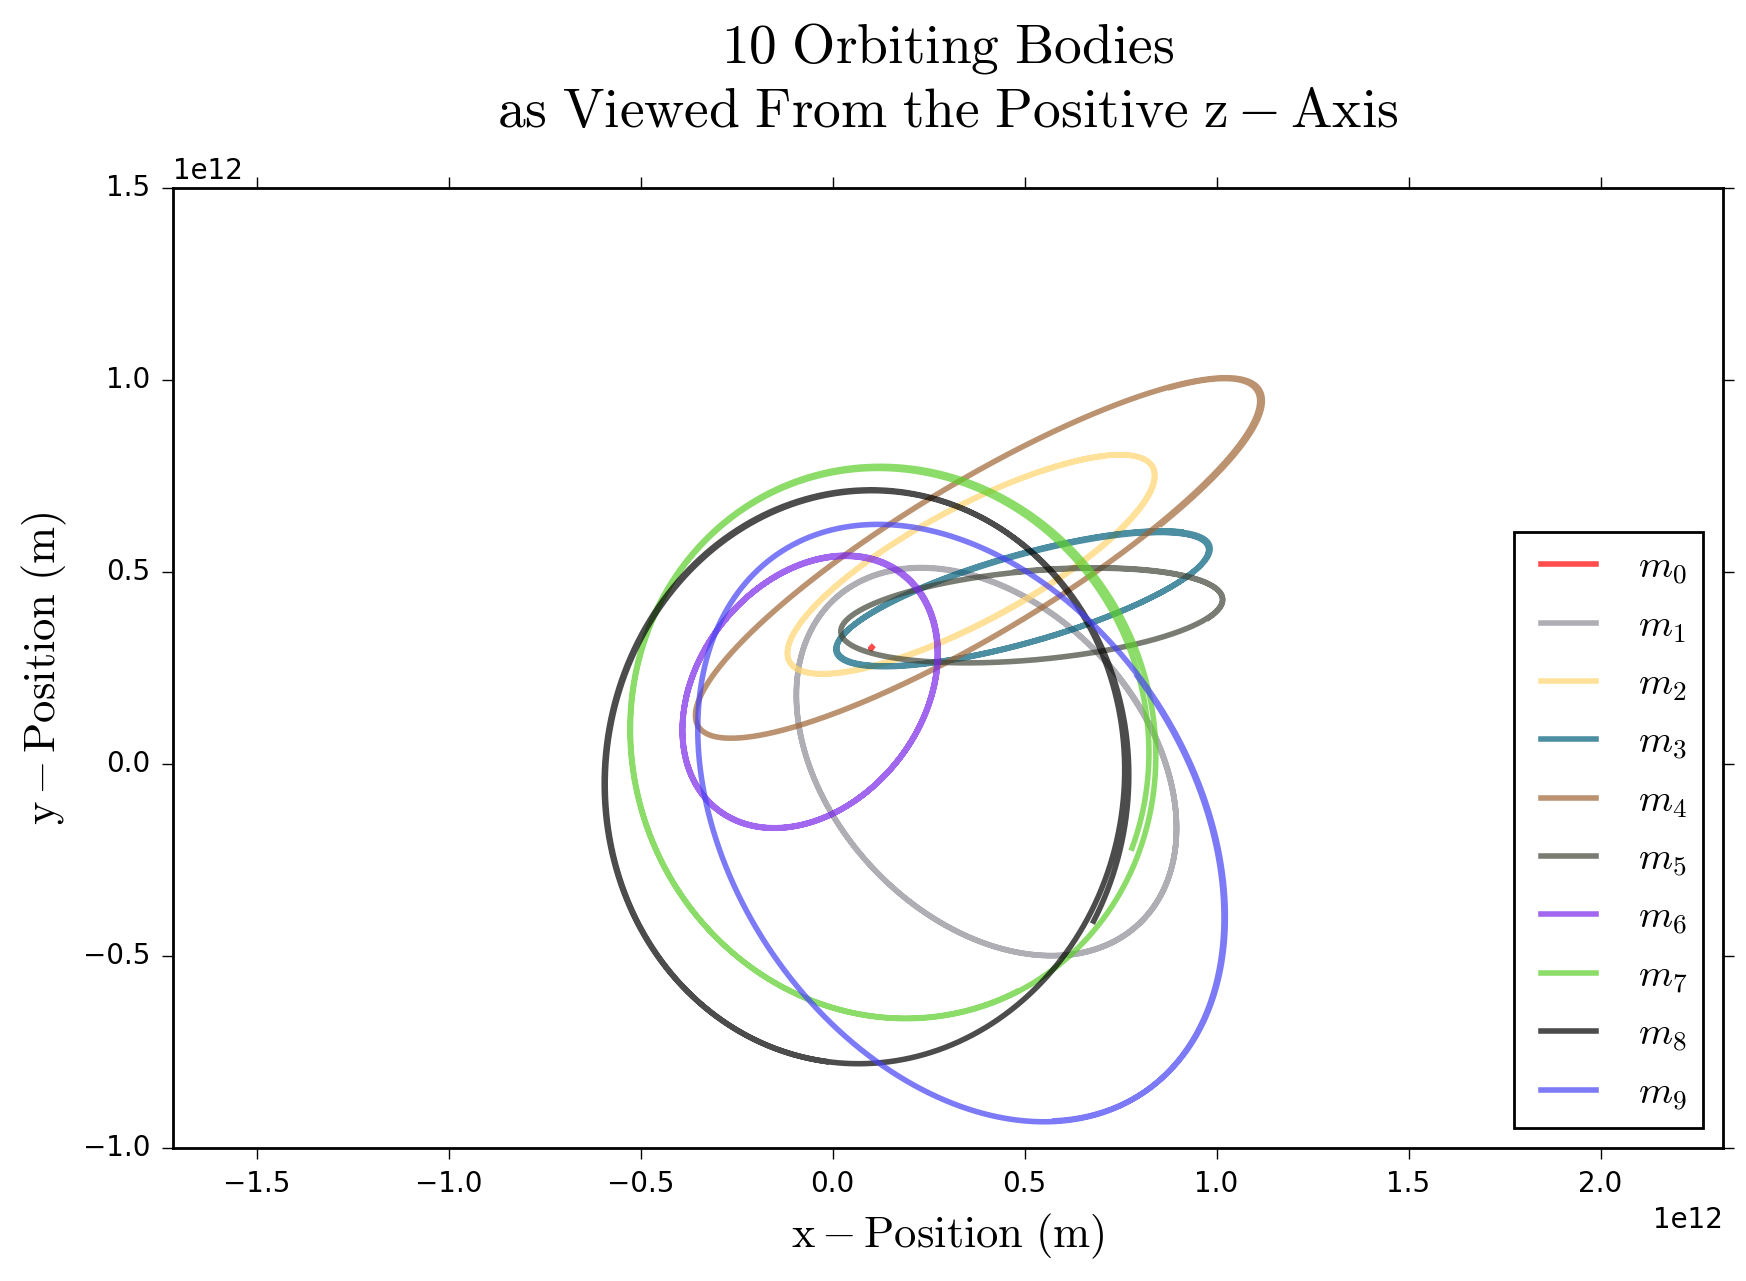 10 Orbiting Bodies
as Viewed From the Positive z − Axis
1e12
1.5
1.0
0.5
0.0
−0.5
−1.0
y − Position (m)
m₀
m₁
m₂
m₃
m₄
m₅
m₆
m₇
m₈
m₉
−1.5 −1.0 −0.5 0.0 0.5 1.0 1.5 2.0
1e12
x − Position (m)